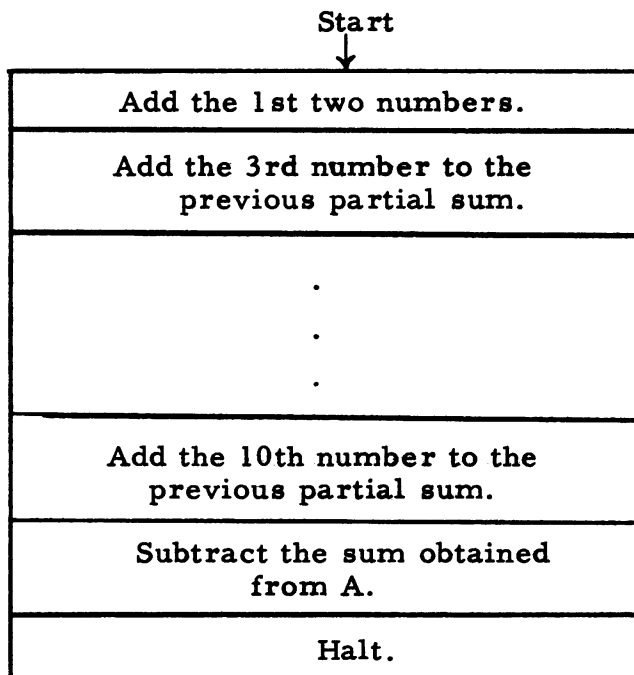 Start
Add the 1st two numbers.
Add the 3rd number to the
previous partial sum.
.
.
.
Add the 10th number to the
previous partial sum.
Subtract the sum obtained
from A.
Halt.